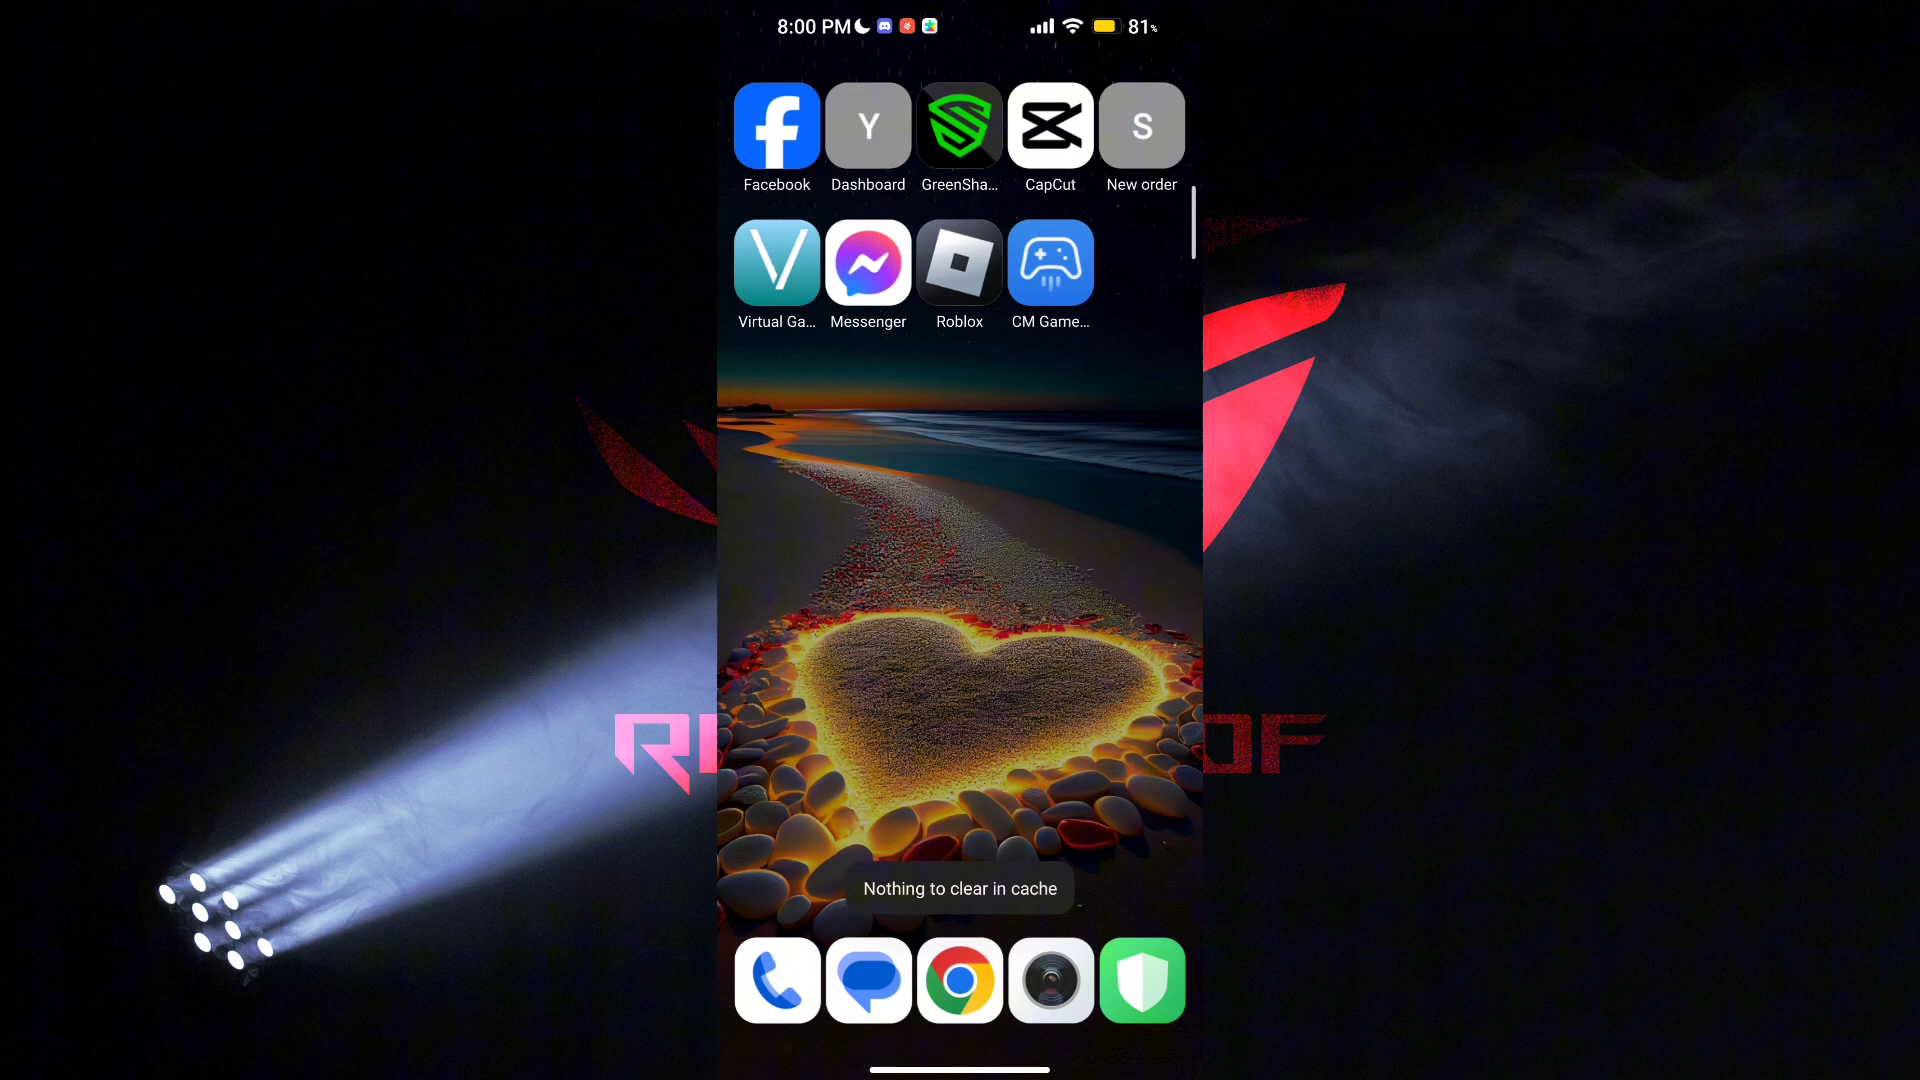 8:00 PM
81%
Y
S
Facebook
Dashboard
GreenSha...
CapCut
New order
Virtual Ga...
Messenger
Roblox
CM Game...
Nothing to clear in cache